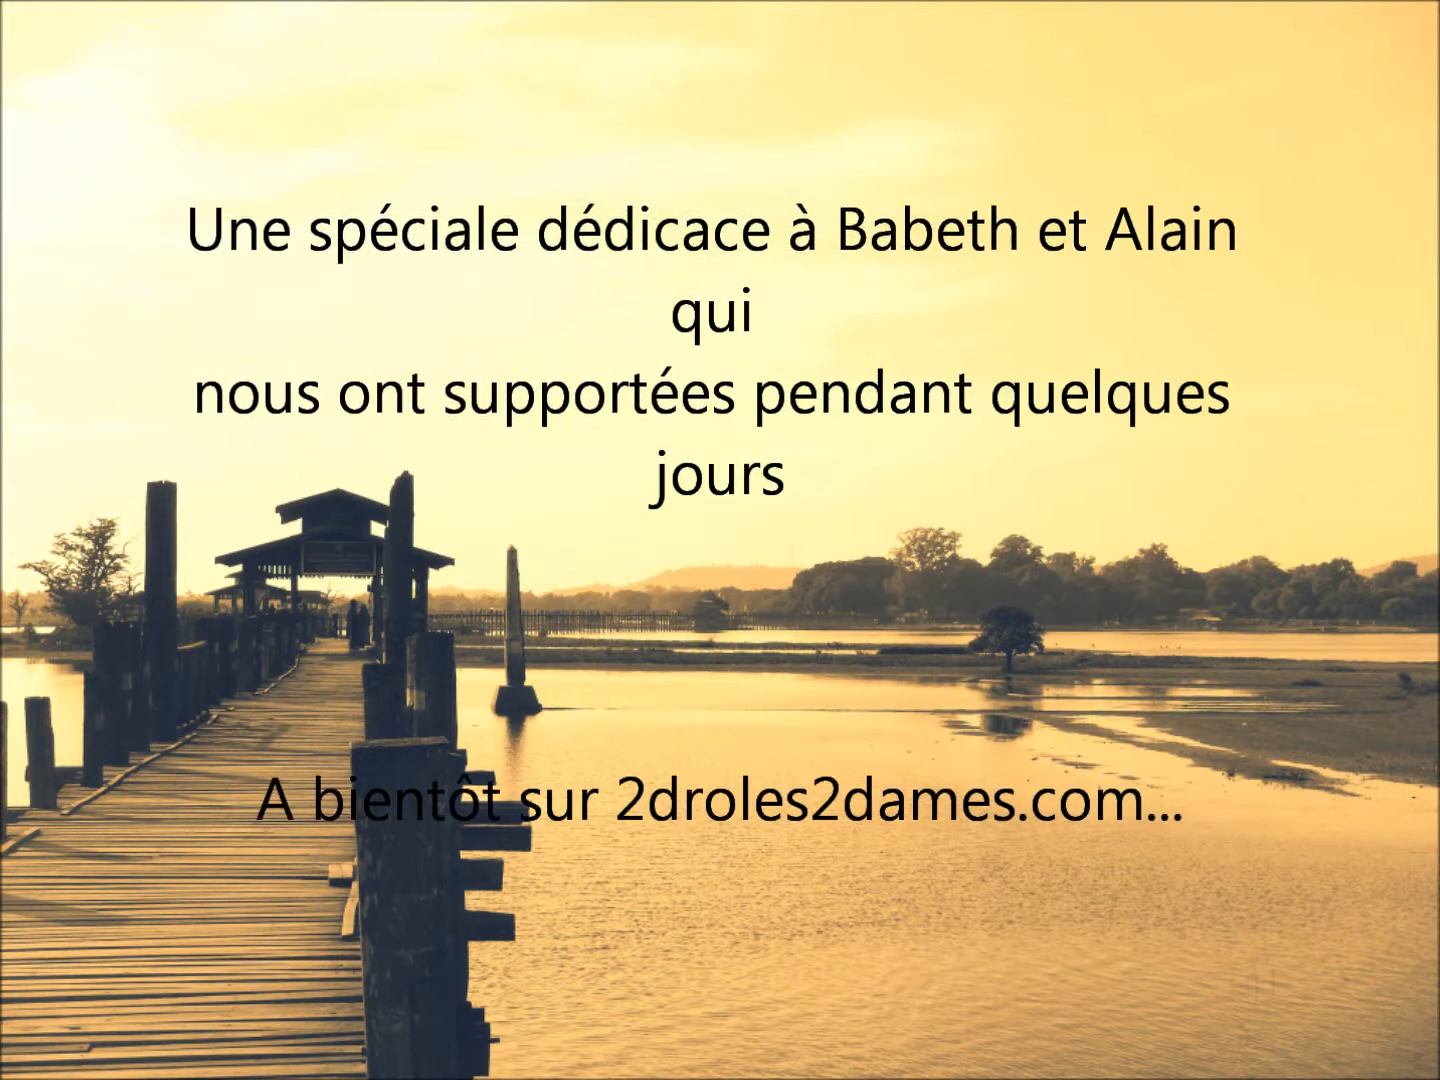 Une spéciale dédicace à Babeth et Alain
qui
nous ont supportées pendant quelques
jours
A bientôt sur 2droles2dames.com...